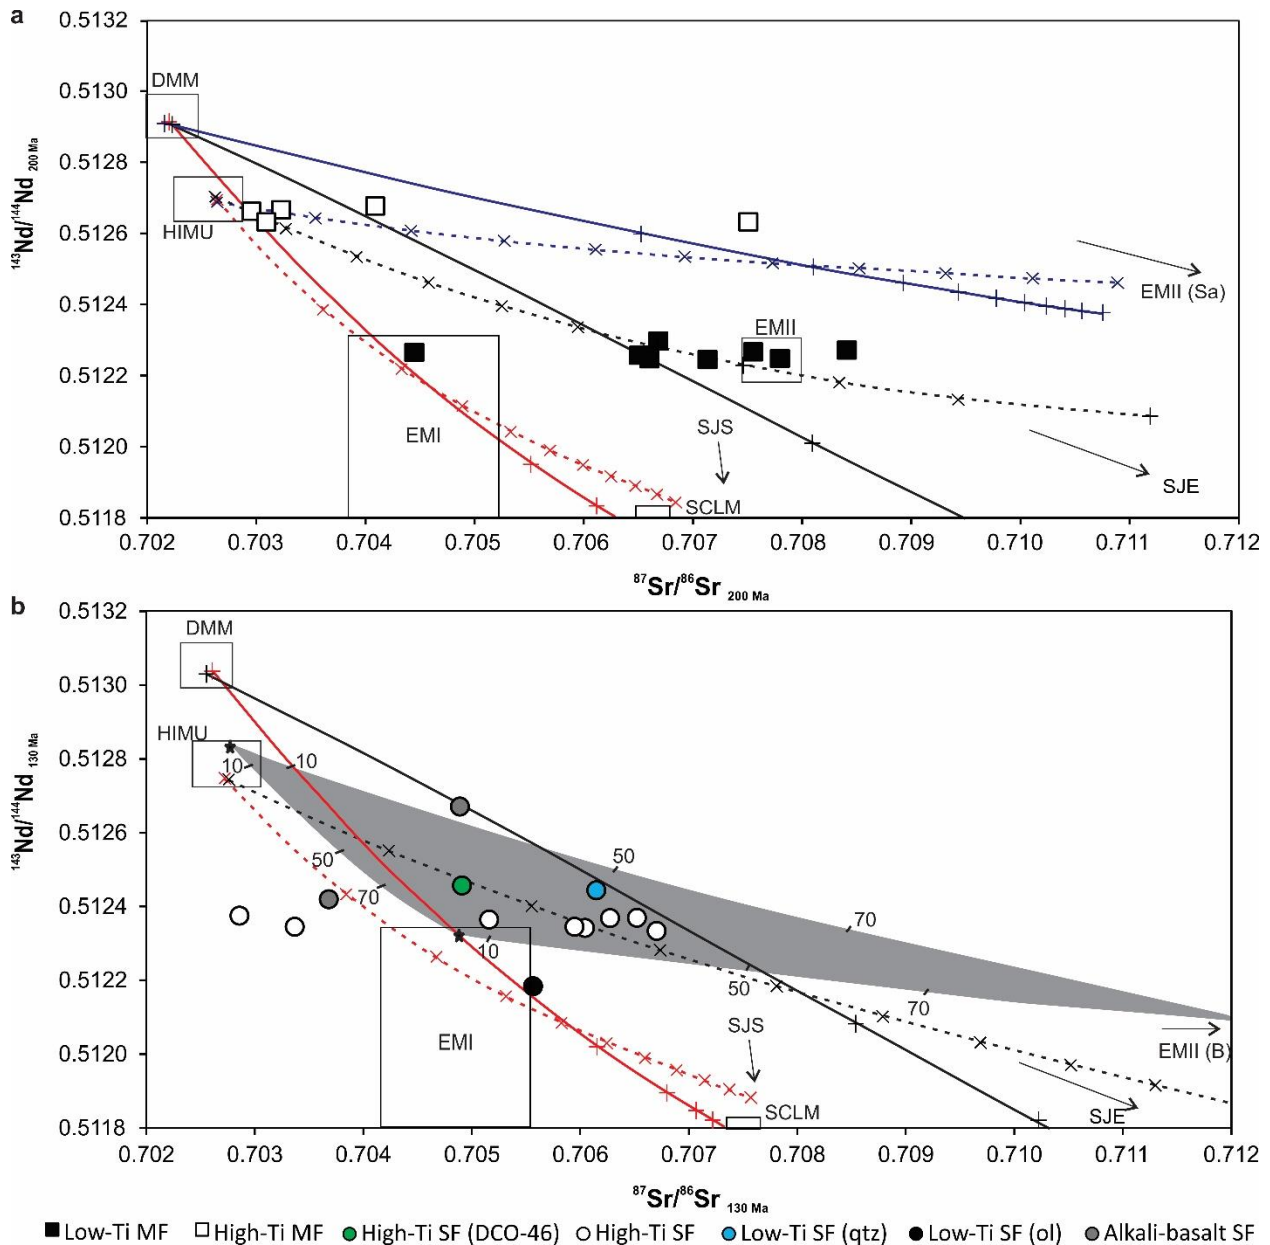 a
0.5132
0.5130
0.5128
0.5126
0.5124
0.5122
0.5120
0.5118
143Nd/144Nd 200 Ma
DMM
HIMU
EMII (Sa)
EMII
EMI
SJS
SJE
SCLM
0.702 0.703 0.704 0.705 0.706 0.707 0.708 0.709 0.710 0.711 0.712
87Sr/86Sr 200 Ma
b
0.5132
0.5130
0.5128
0.5126
0.5124
0.5122
0.5120
0.5118
143Nd/144Nd 130 Ma
DMM
HIMU
10
10
50
50
70
70
10
50
70
EMI
SJS
EMII (B)
SCLM
SJE
0.702 0.703 0.704 0.705 0.706 0.707 0.708 0.709 0.710 0.711 0.712
87Sr/86Sr 130 Ma
Low-Ti MF High-Ti MF High-Ti SF (DCO-46) High-Ti SF Low-Ti SF (qtz) Low-Ti SF (ol) Alkali-basalt SF